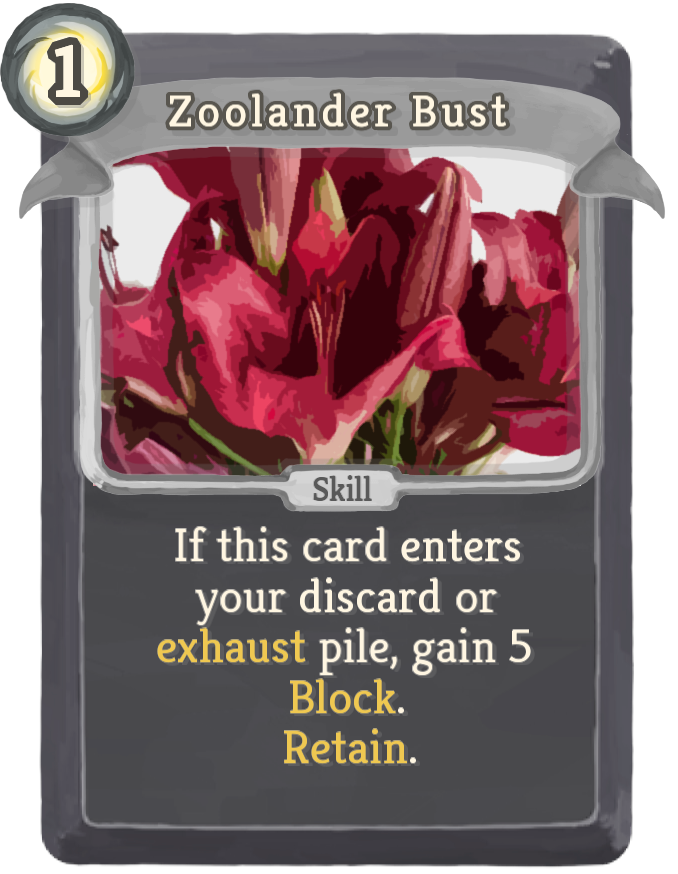 1
Zoolander Bust
Skill
If this card enters
your discard or
exhaust pile, gain 5
Block.
Retain.